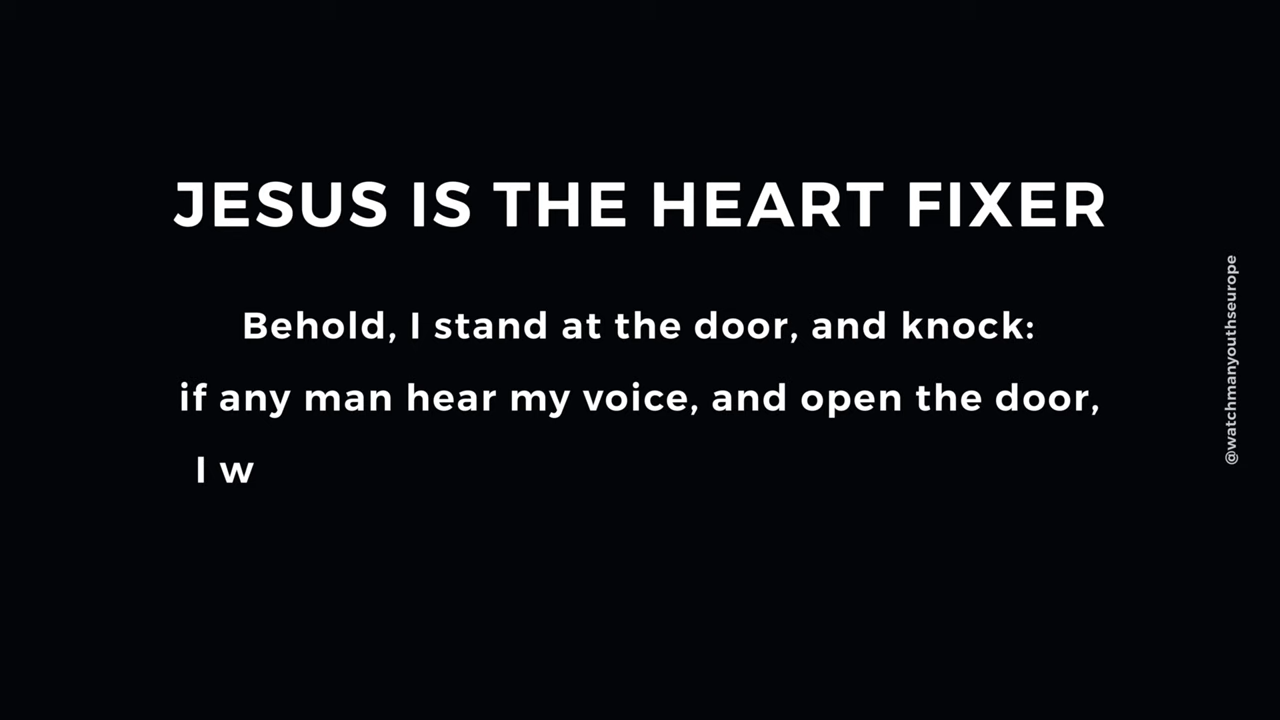 JESUS IS THE HEART FIXER
Behold, I stand at the door, and knock:
if any man hear my voice, and open the door,
I w
@watchmanyouthseurope